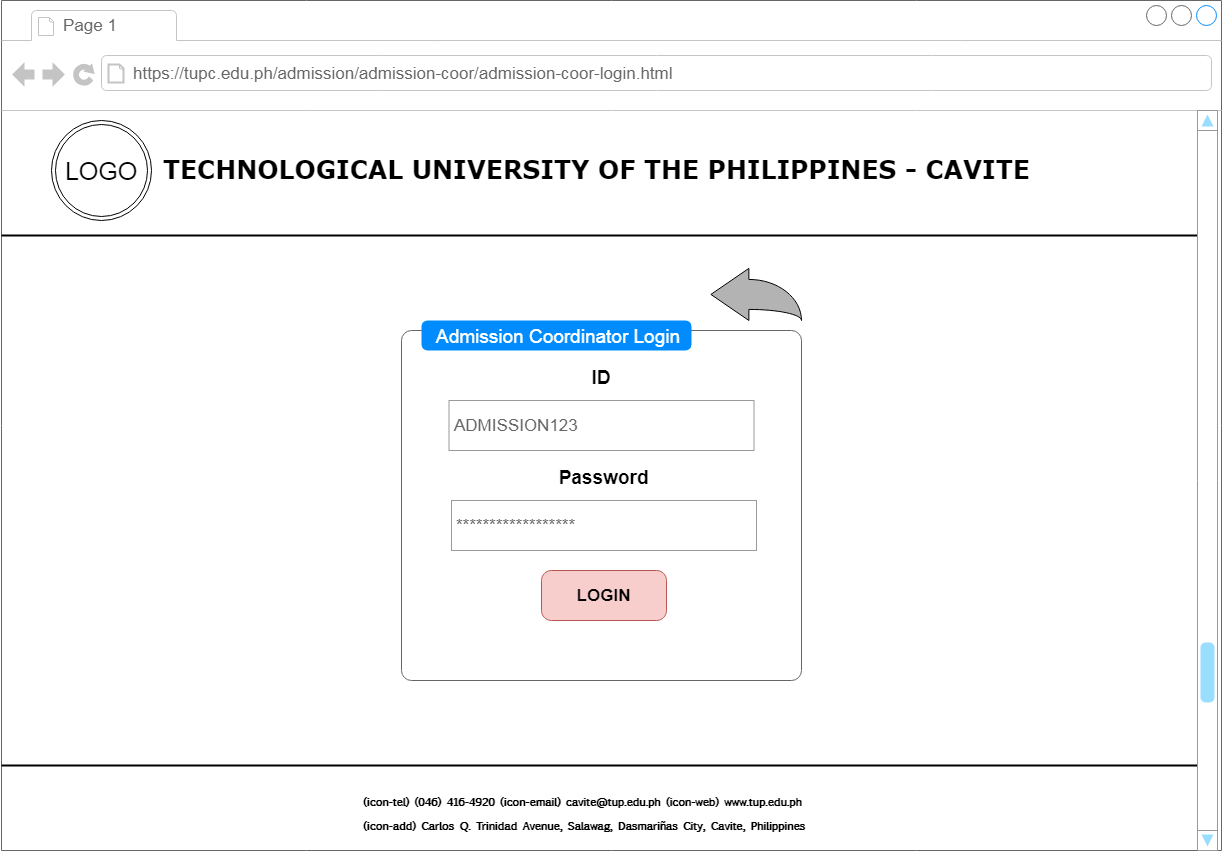 Page 1
https://tupc.edu.ph/admission/admission-coor/admission-coor-login.html
LOGO
TECHNOLOGICAL UNIVERSITY OF THE PHILIPPINES - CAVITE
Admission Coordinator Login
ID
ADMISSION123
Password
******************
LOGIN
(icon-tel) (046) 416-4920 (icon-email) cavite@tup.edu.ph (icon-web) www.tup.edu.ph
(icon-add) Carlos Q. Trinidad Avenue, Salawag, Dasmariñas City, Cavite, Philippines